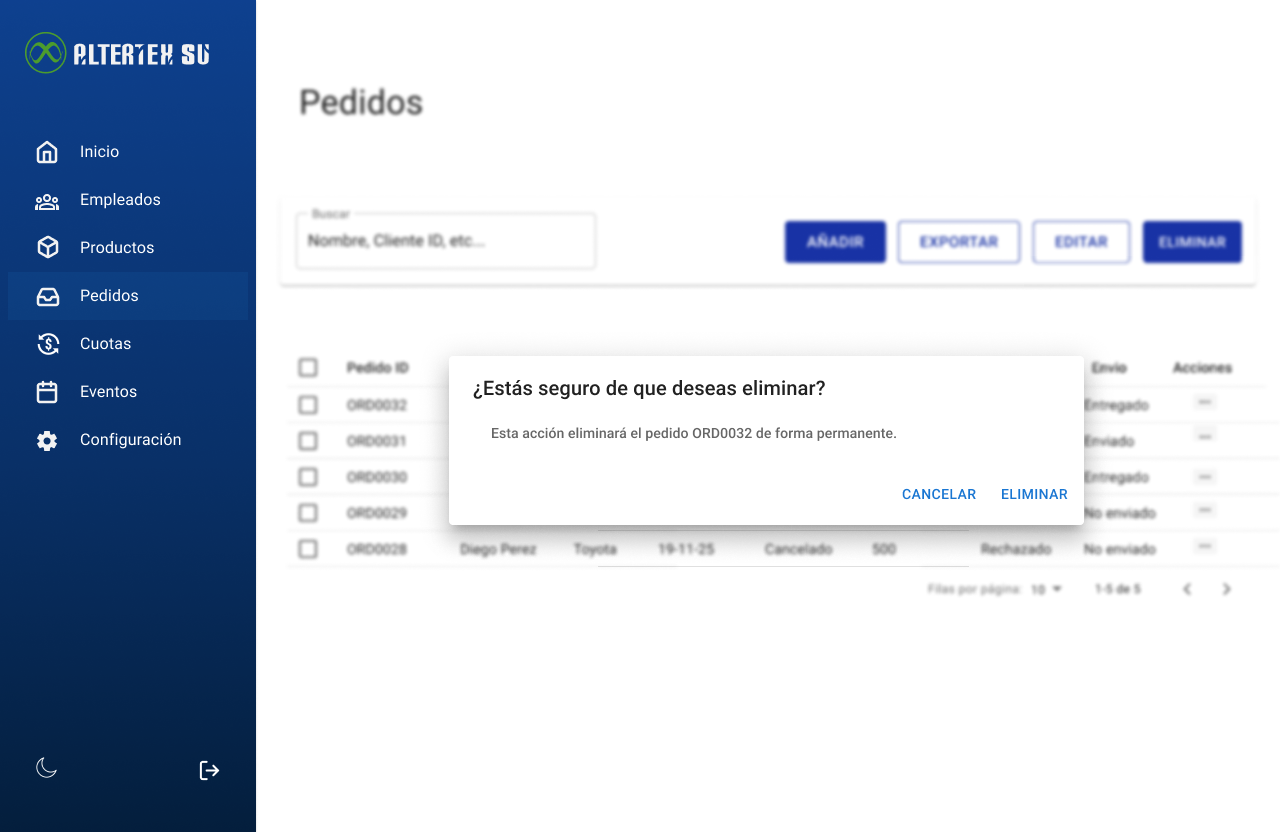 ALTERTEX SU
Inicio
Empleados
Productos
Pedidos
Cuotas
Eventos
Configuración
Pedidos
Buscar
Nombre, Cliente ID, etc...
AÑADIR EXPORTAR EDITAR ELIMINAR
Pedido ID Envío Acciones
ORD0032 Entregado
ORD0031 Enviado
ORD0030 Entregado
ORD0029 No enviado
ORD0028 Diego Perez Toyota 19-11-25 Cancelado 500 Rechazado No enviado
Filas por página: 10 1-5 de 5
¿Estás seguro de que deseas eliminar?
Esta acción eliminará el pedido ORD0032 de forma permanente.
CANCELAR ELIMINAR